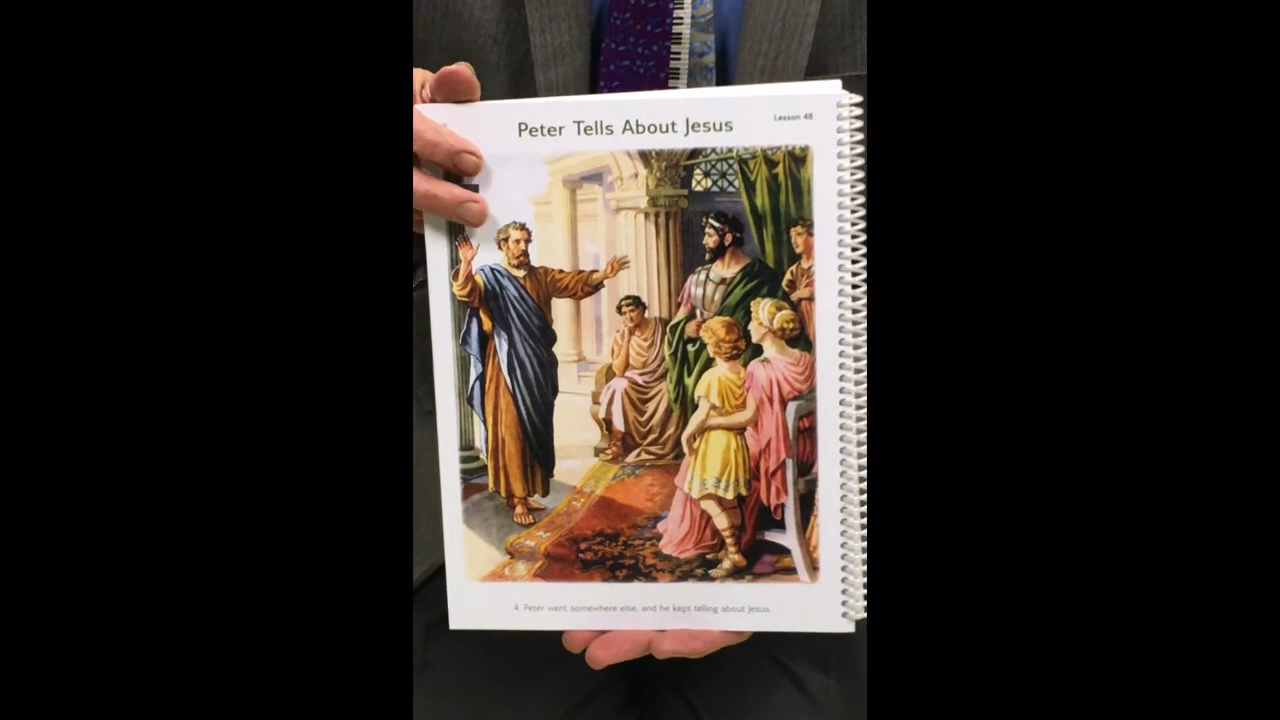 Peter Tells About Jesus
Lesson 48
4. Peter went somewhere else, and he kept telling about Jesus.